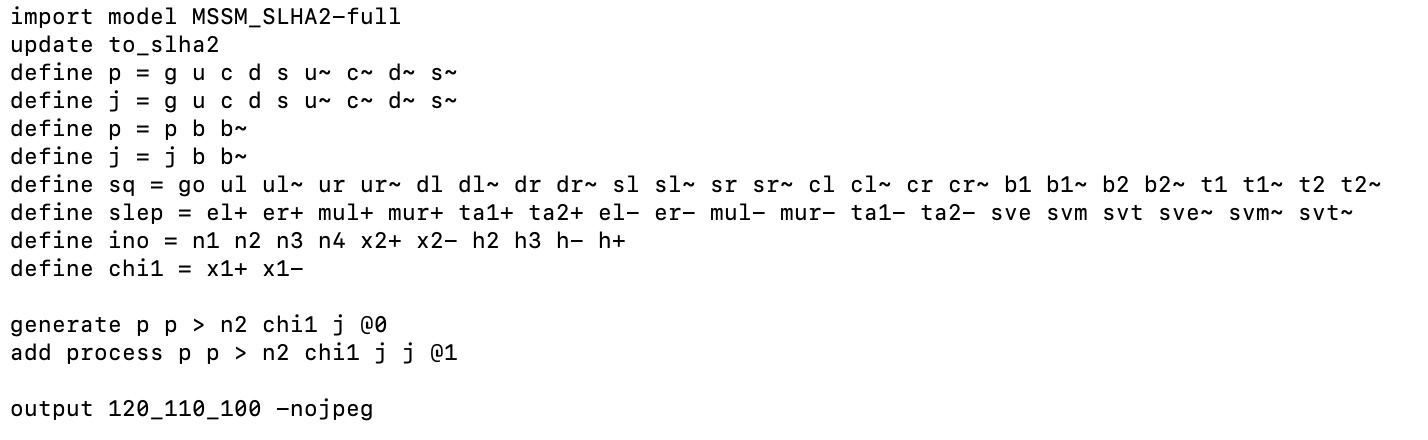 import model MSSM_SLHA2-full
update to_slha2
define p = g u c d s u~ c~ d~ s~
define j = g u c d s u~ c~ d~ s~
define p = p b b~
define j = j b b~
define sq = go ul ul~ ur ur~ dl dl~ dr dr~ sl sl~ sr sr~ cl cl~ cr cr~ b1 b1~ b2 b2~ t1 t1~ t2 t2~
define slep = el+ er+ mul+ mur+ ta1+ ta2+ el- er- mul- mur- ta1- ta2- sve svm svt sve~ svm~ svt~
define ino = n1 n2 n3 n4 x2+ x2- h2 h3 h- h+
define chi1 = x1+ x1-

generate p p > n2 chi1 j @0
add process p p > n2 chi1 j j @1

output 120_110_100 -nojpeg